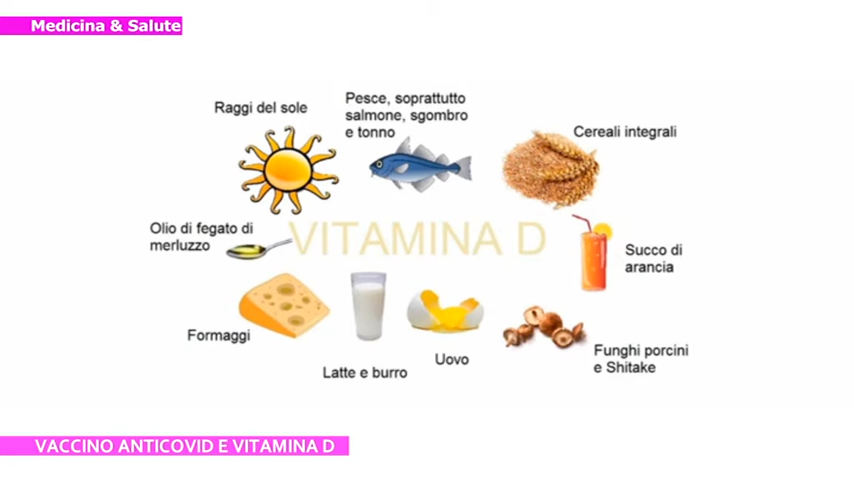 Medicina & Salute
Raggi del sole
Pesce, soprattutto
salmone, sgombro
e tonno
Cereali integrali
Olio di fegato di
merluzzo
VITAMINA D
Succo di
arancia
Formaggi
Latte e burro
Uovo
Funghi porcini
e Shitake
VACCINO ANTICOVID E VITAMINA D